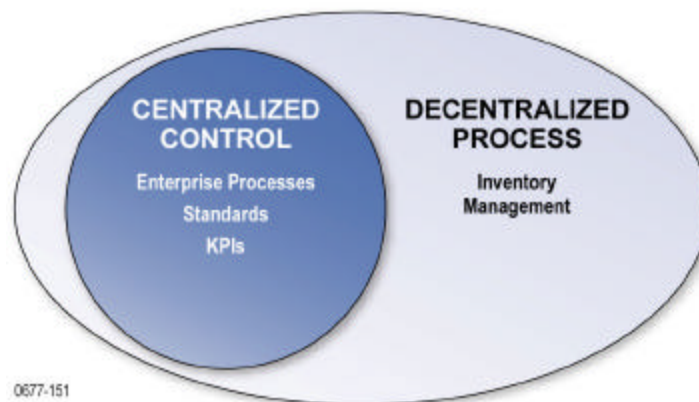 CENTRALIZED
CONTROL
Enterprise Processes
Standards
KPIs
DECENTRALIZED
PROCESS
Inventory
Management
0677-151